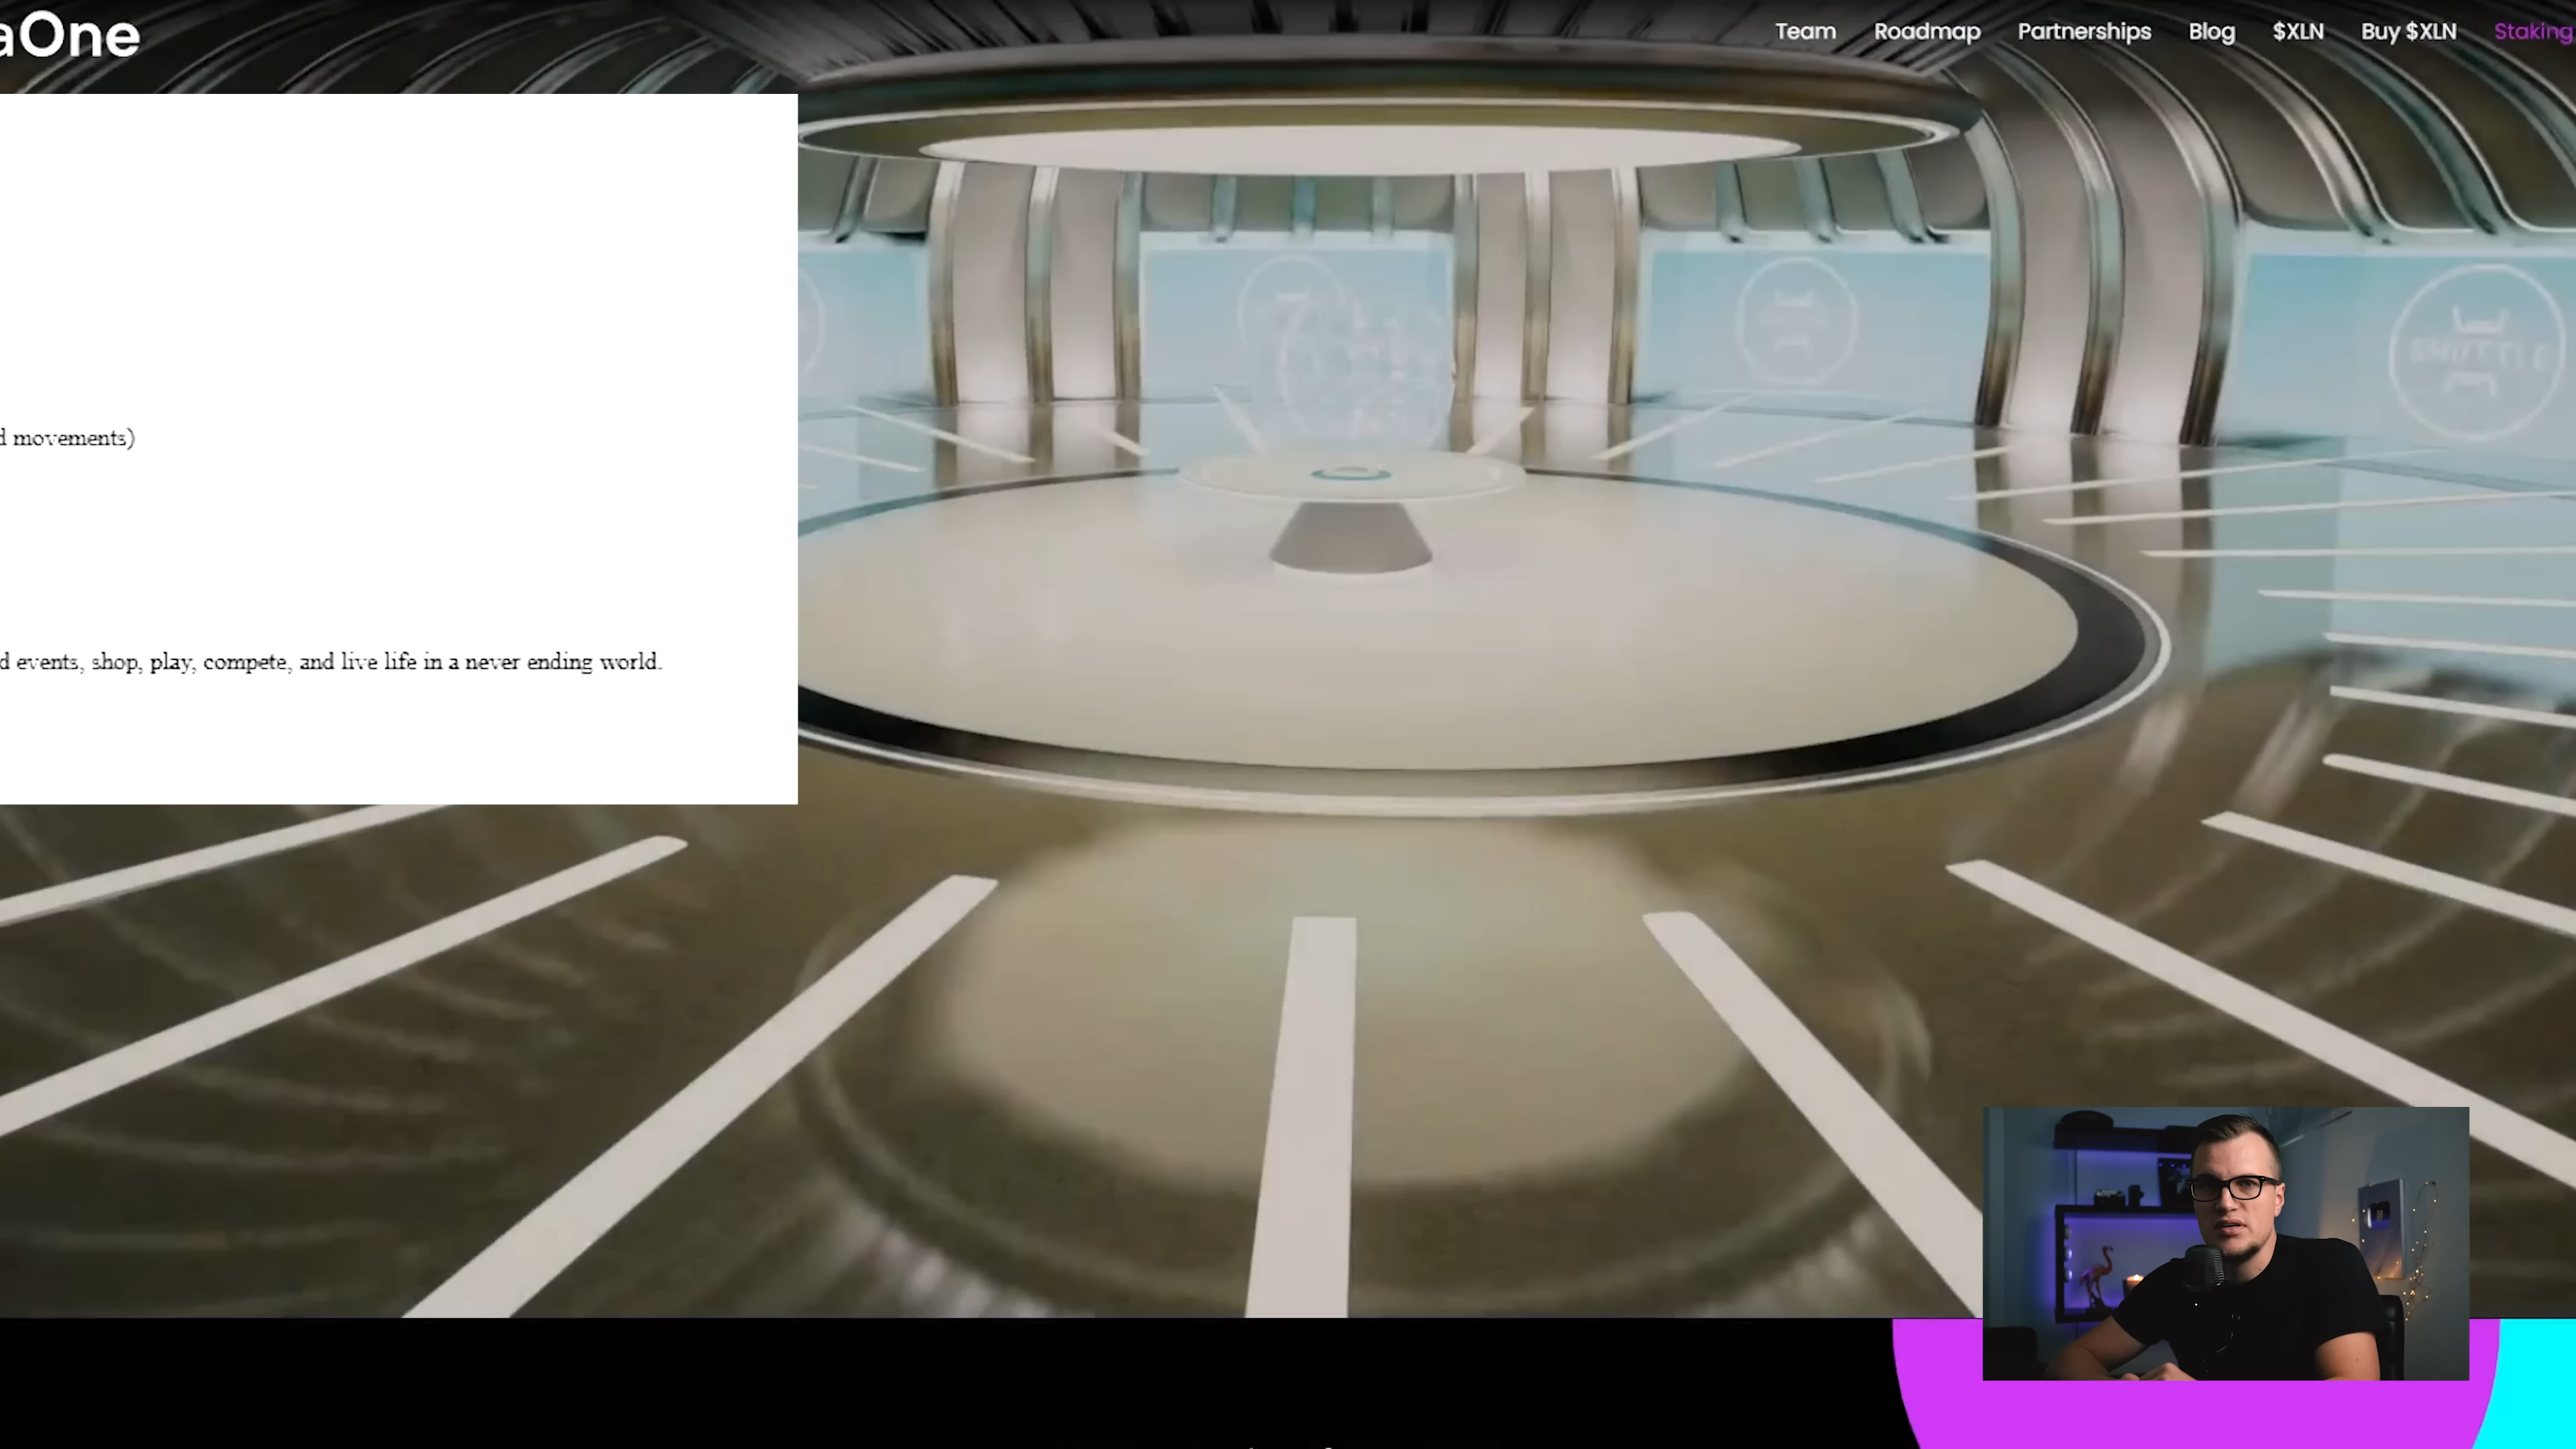 aOne
Team Roadmap Partnerships Blog $XLN Buy $XLN Staking
SHUTTLE
d movements)
d events, shop, play, compete, and live life in a never ending world.